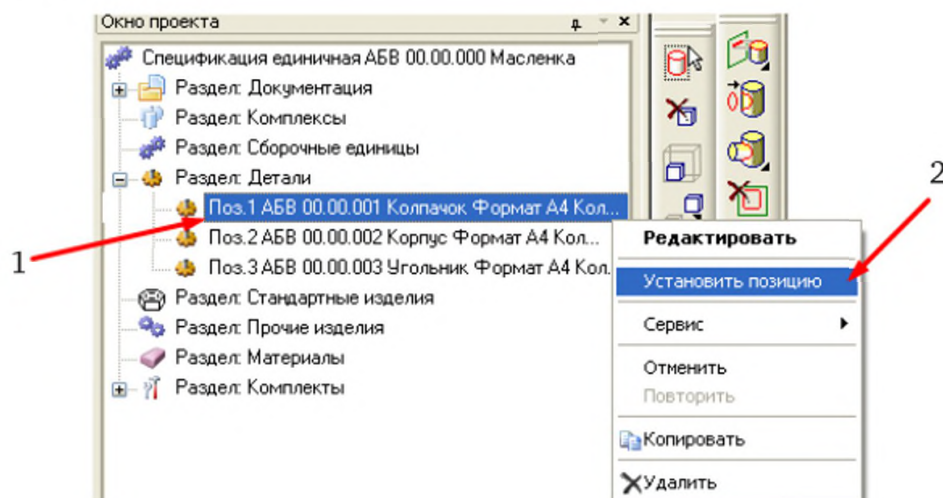 Окно проекта
Спецификация единичная АБВ 00.00.000 Масленка
Раздел: Документация
Раздел: Комплексы
Раздел: Сборочные единицы
Раздел: Детали
Поз.1 АБВ 00.00.001 Колпачок Формат А4 Кол...
Поз.2 АБВ 00.00.002 Корпус Формат А4 Кол...
Поз.3 АБВ 00.00.003 Угольник Формат А4 Кол.
Раздел: Стандартные изделия
Раздел: Прочие изделия
Раздел: Материалы
Раздел: Комплекты
1
2
Редактировать
Установить позицию
Сервис
Отменить
Повторить
Копировать
Удалить